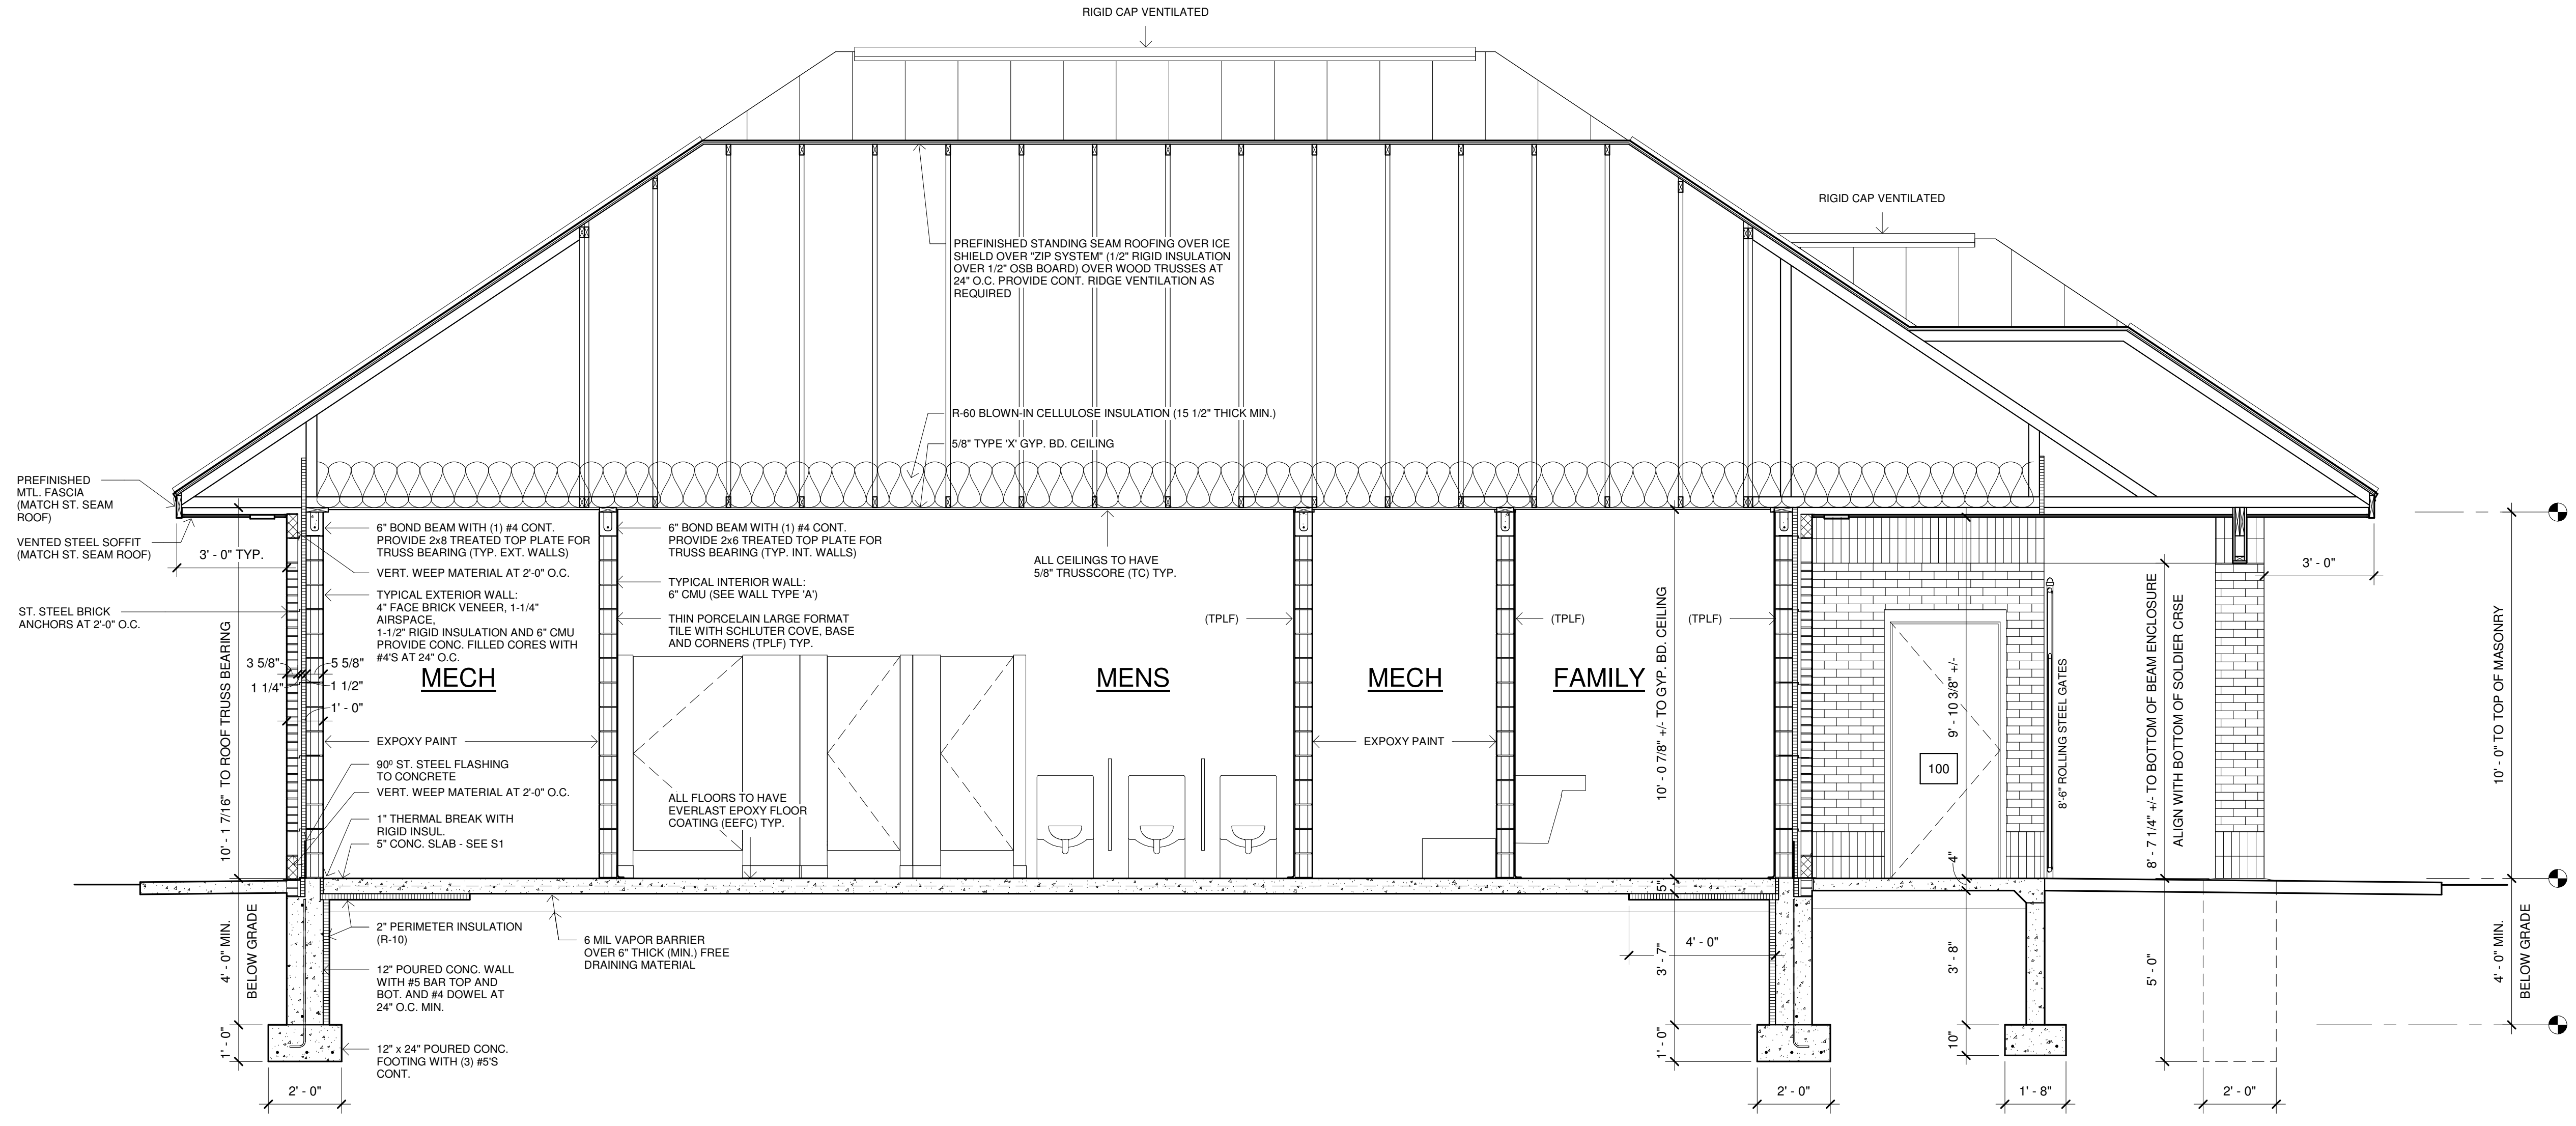 RIGID CAP VENTILATED
RIGID CAP VENTILATED
PREFINISHED STANDING SEAM ROOFING OVER ICE
SHIELD OVER "ZIP SYSTEM" (1/2" RIGID INSULATION
OVER 1/2" OSB BOARD) OVER WOOD TRUSSES AT
24" O.C. PROVIDE CONT. RIDGE VENTILATION AS
REQUIRED
R-60 BLOWN-IN CELLULOSE INSULATION (15 1/2" THICK MIN.)
5/8" TYPE 'X' GYP. BD. CEILING
PREFINISHED
MTL. FASCIA
(MATCH ST. SEAM
ROOF)
VENTED STEEL SOFFIT
(MATCH ST. SEAM ROOF)
3' - 0" TYP.
ST. STEEL BRICK
ANCHORS AT 2'-0" O.C.
10' - 1 7/16"  TO ROOF TRUSS BEARING
6" BOND BEAM WITH (1) #4 CONT.
PROVIDE 2x8 TREATED TOP PLATE FOR
TRUSS BEARING (TYP. EXT. WALLS)
VERT. WEEP MATERIAL AT 2'-0" O.C.
TYPICAL EXTERIOR WALL:
4" FACE BRICK VENEER, 1-1/4"
AIRSPACE,
1-1/2" RIGID INSULATION AND 6" CMU
PROVIDE CONC. FILLED CORES WITH
#4'S AT 24" O.C.
3 5/8"
5 5/8"
1 1/4"
1 1/2"
1' - 0"
MECH
EXPOXY PAINT
90º ST. STEEL FLASHING
TO CONCRETE
VERT. WEEP MATERIAL AT 2'-0" O.C.
1" THERMAL BREAK WITH
RIGID INSUL.
5" CONC. SLAB - SEE S1
6" BOND BEAM WITH (1) #4 CONT.
PROVIDE 2x6 TREATED TOP PLATE FOR
TRUSS BEARING (TYP. INT. WALLS)
TYPICAL INTERIOR WALL:
6" CMU (SEE WALL TYPE 'A')
THIN PORCELAIN LARGE FORMAT
TILE WITH SCHLUTER COVE, BASE
AND CORNERS (TPLF) TYP.
ALL FLOORS TO HAVE
EVERLAST EPOXY FLOOR
COATING (EEFC) TYP.
ALL CEILINGS TO HAVE
5/8" TRUSSCORE (TC) TYP.
MENS
(TPLF)
MECH
EXPOXY PAINT
(TPLF)
FAMILY
(TPLF)
10' - 0 7/8" +/- TO GYP. BD. CEILING
9' - 10 3/8" +/-
100
8'-6" ROLLING STEEL GATES
8' - 7 1/4" +/- TO BOTTOM OF BEAM ENCLOSURE
ALIGN WITH BOTTOM OF SOLDIER CRSE
3' - 0"
10' - 0" TO TOP OF MASONRY
4' - 0" MIN.
BELOW GRADE
1' - 0"
2' - 0"
2" PERIMETER INSULATION
(R-10)
12" POURED CONC. WALL
WITH #5 BAR TOP AND
BOT. AND #4 DOWEL AT
24" O.C. MIN.
12" x 24" POURED CONC.
FOOTING WITH (3) #5'S
CONT.
6 MIL VAPOR BARRIER
OVER 6" THICK (MIN.) FREE
DRAINING MATERIAL
5"
4' - 0"
3' - 7"
1' - 0"
2' - 0"
4"
3' - 8"
10"
1' - 8"
5' - 0"
2' - 0"
4' - 0" MIN.
BELOW GRADE